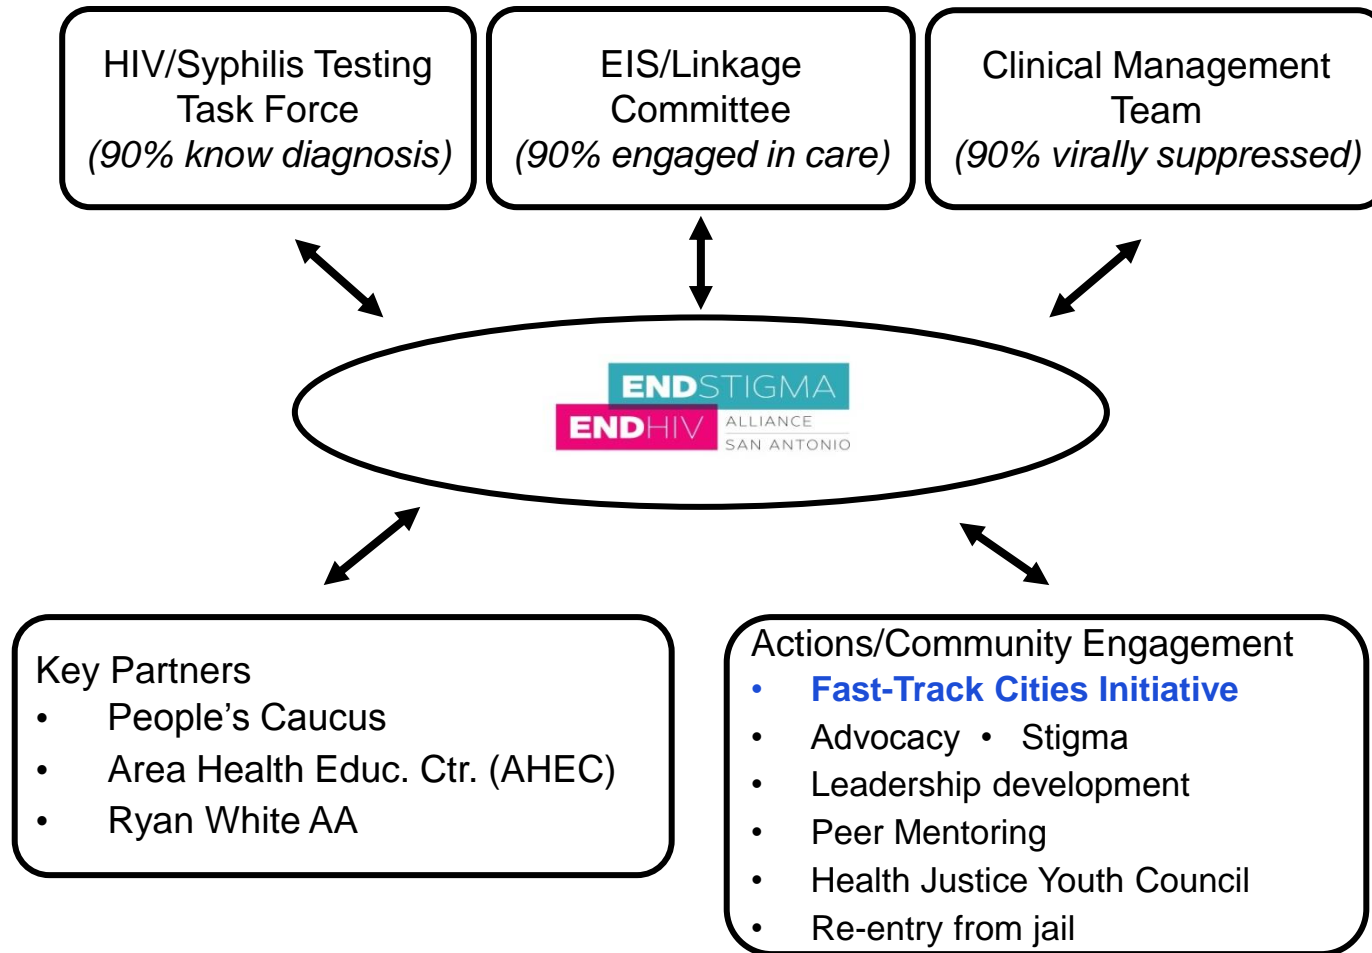 HIV/Syphilis Testing
Task Force
(90% know diagnosis)
EIS/Linkage
Committee
(90% engaged in care)
Clinical Management
Team
(90% virally suppressed)
ENDSTIGMA
ENDHIV ALLIANCE
SAN ANTONIO
Key Partners
• People’s Caucus
• Area Health Educ. Ctr. (AHEC)
• Ryan White AA
Actions/Community Engagement
• Fast-Track Cities Initiative
• Advocacy • Stigma
• Leadership development
• Peer Mentoring
• Health Justice Youth Council
• Re-entry from jail